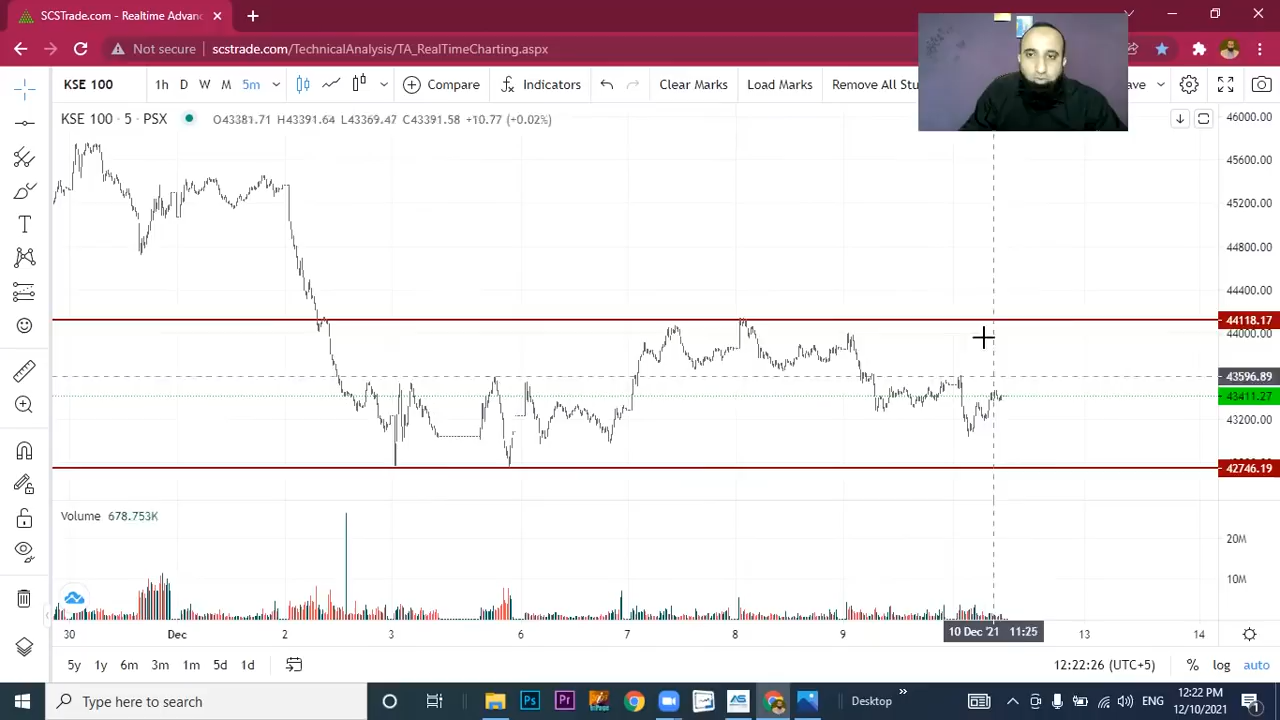 SCSTrade.com - Realtime Advanc
Not secure scstrade.com/TechnicalAnalysis/TA_RealTimeCharting.aspx
KSE 100 1h D W M 5m Compare Indicators Clear Marks Load Marks Remove All Stu ve
KSE 100 · 5 · PSX O43381.71 H43391.64 L43369.47 C43391.58 +10.77 (+0.02%)
46000.00
45600.00
45200.00
44800.00
44400.00
44118.17
44000.00
43596.89
43411.27
43200.00
42746.19
Volume 678.753K
20M
10M
30 Dec 2 3 6 7 8 9 10 Dec '21 11:25 13 14
5y 1y 6m 3m 1m 5d 1d 12:22:26 (UTC+5) % log auto
Type here to search Ps Pr AS Desktop ENG 12:22 PM
12/10/2021 1